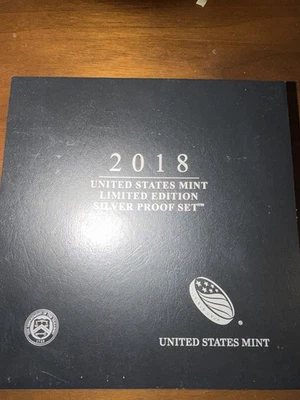 2018
UNITED STATES MINT
LIMITED EDITION
SILVER PROOF SET™
UNITED STATES MINT